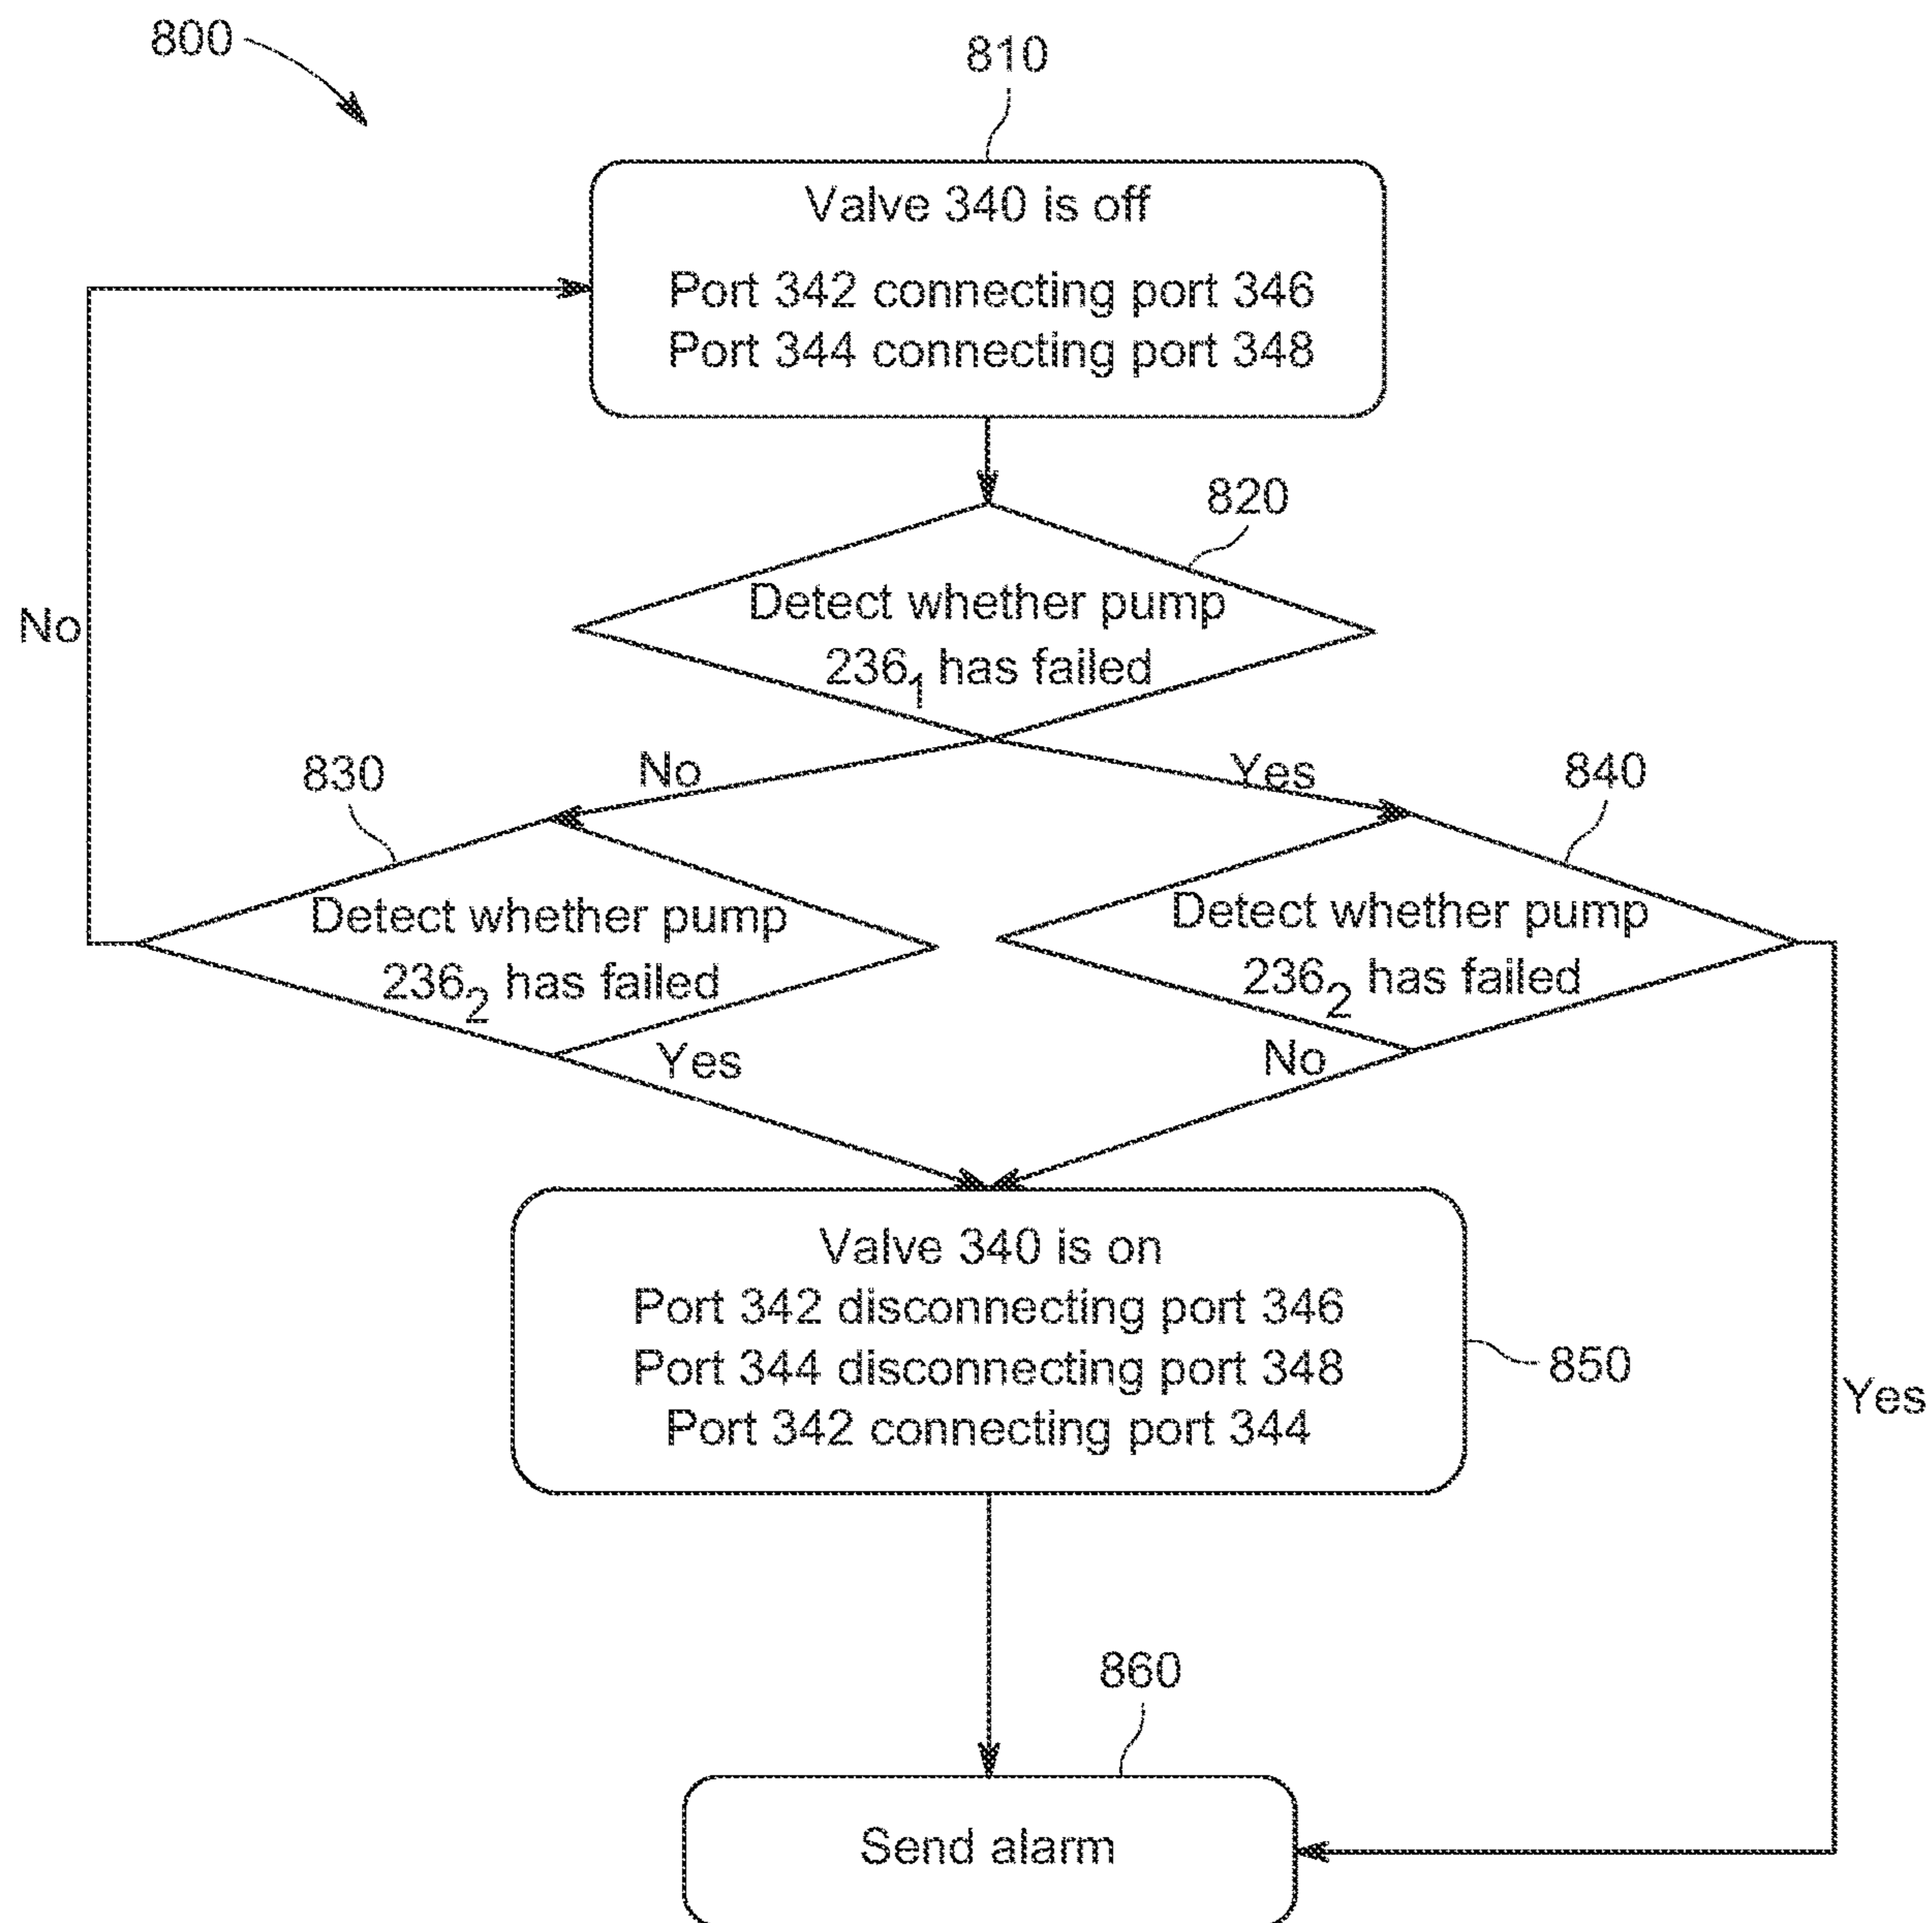 800
810
Valve 340 is off
Port 342 connecting port 346
Port 344 connecting port 348
820
Detect whether pump
236₁ has failed
No
No
Yes
830
840
Detect whether pump
236₂ has failed
Detect whether pump
236₂ has failed
Yes
No
Valve 340 is on
Port 342 disconnecting port 346
Port 344 disconnecting port 348
Port 342 connecting port 344
850
Yes
860
Send alarm